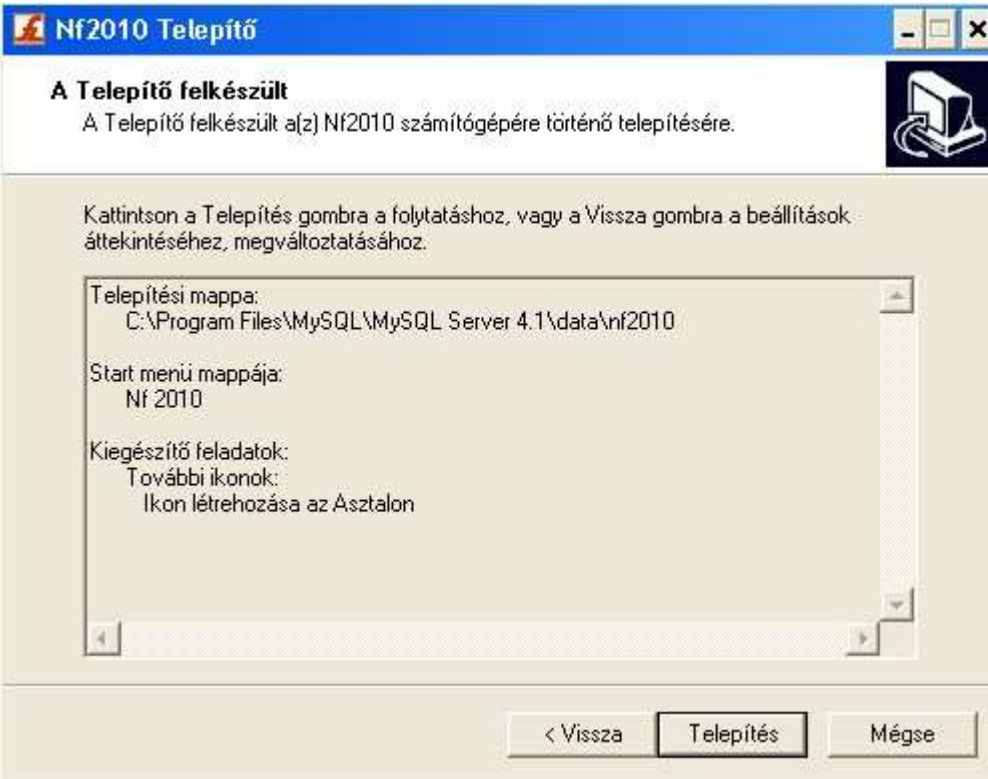 Nf2010 Telepítő
A Telepítő felkészült
A Telepítő felkészült a(z) Nf2010 számítógépére történő telepítésére.
Kattintson a Telepítés gombra a folytatáshoz, vagy a Vissza gombra a beállítások
áttekintéséhez, megváltoztatásához.
Telepítési mappa:
C:\Program Files\MySQL\MySQL Server 4.1\data\nf2010
Start menü mappája:
Nf 2010
Kiegészítő feladatok:
További ikonok:
Ikon létrehozása az Asztalon
< Vissza
Telepítés
Mégse